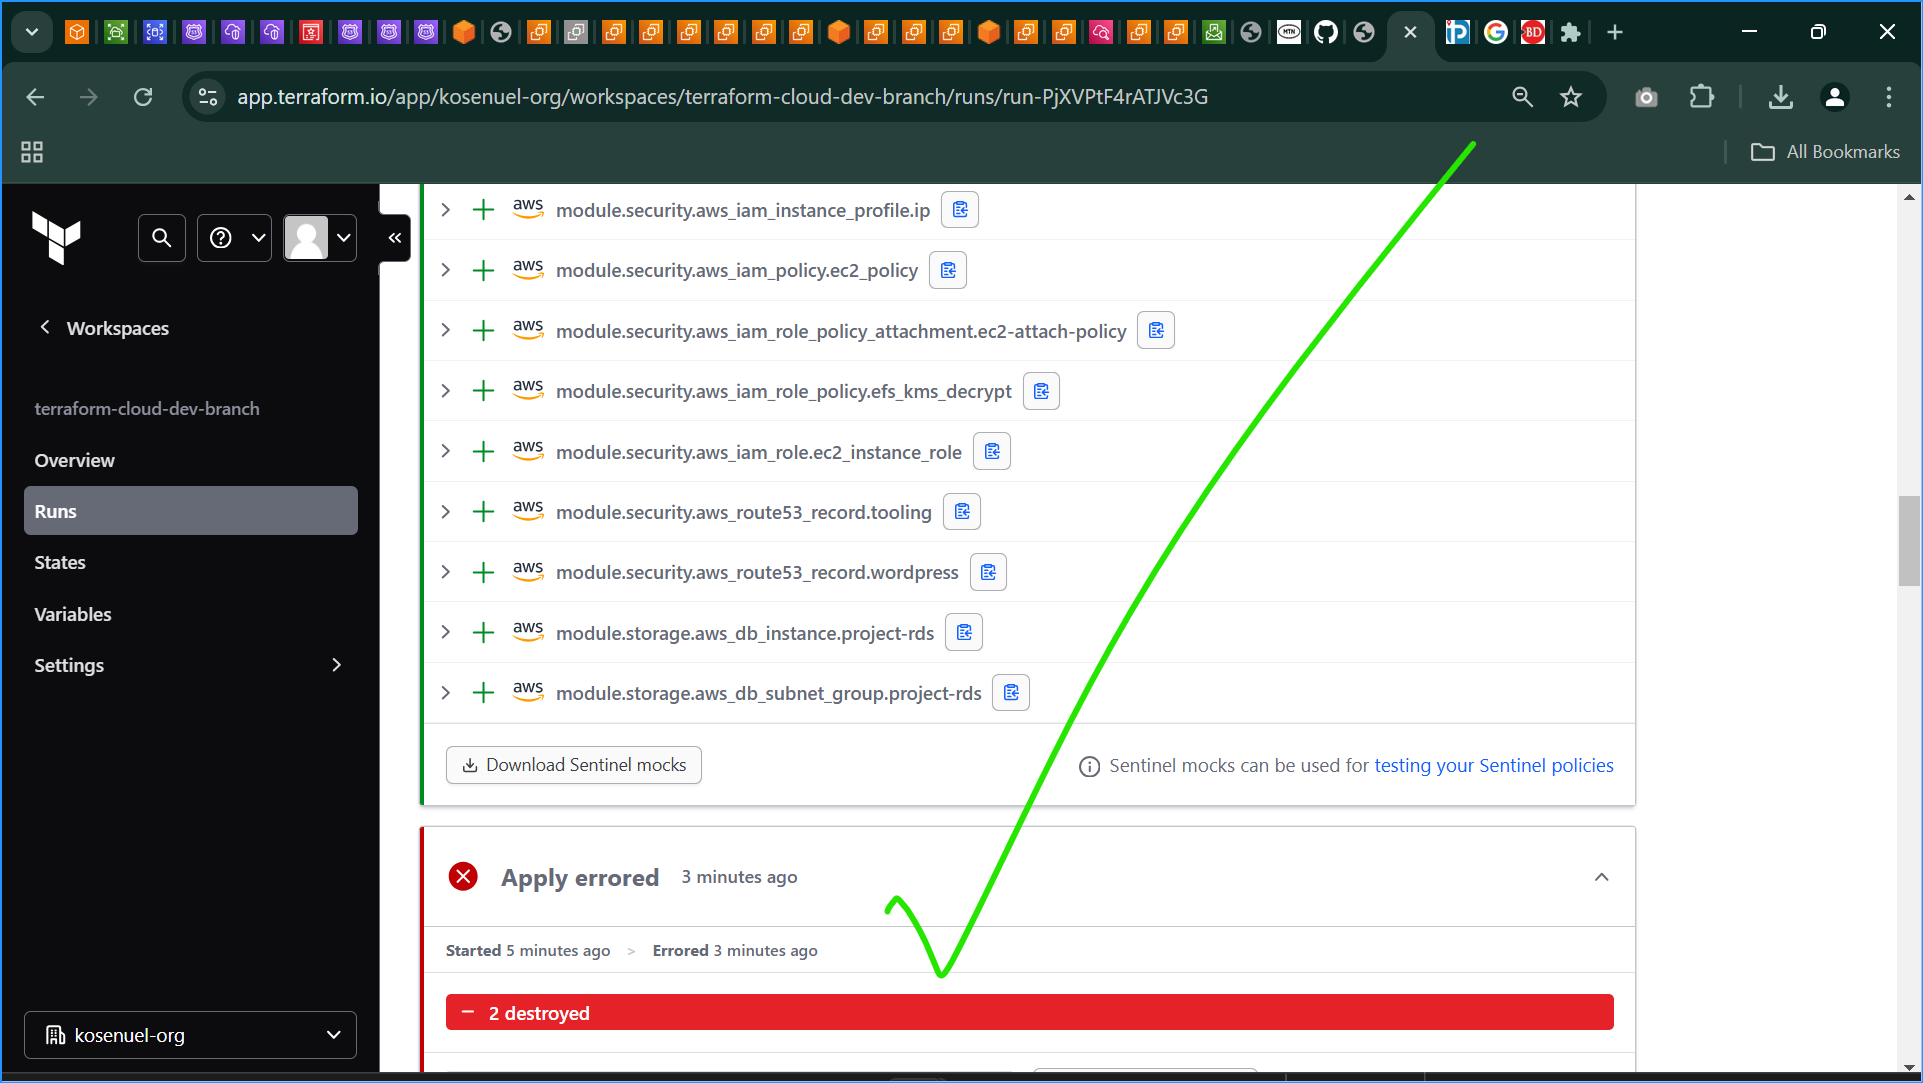 BD
MTN
app.terraform.io/app/kosenuel-org/workspaces/terraform-cloud-dev-branch/runs/run-PjXVPtF4rATJVc3G
All Bookmarks
Workspaces
terraform-cloud-dev-branch
Overview
Runs
States
Variables
Settings
kosenuel-org
aws module.security.aws_iam_instance_profile.ip
aws module.security.aws_iam_policy.ec2_policy
aws module.security.aws_iam_role_policy_attachment.ec2-attach-policy
aws module.security.aws_iam_role_policy.efs_kms_decrypt
aws module.security.aws_iam_role.ec2_instance_role
aws module.security.aws_route53_record.tooling
aws module.security.aws_route53_record.wordpress
aws module.storage.aws_db_instance.project-rds
aws module.storage.aws_db_subnet_group.project-rds
Download Sentinel mocks
Sentinel mocks can be used for testing your Sentinel policies
Apply errored 3 minutes ago
Started 5 minutes ago > Errored 3 minutes ago
− 2 destroyed